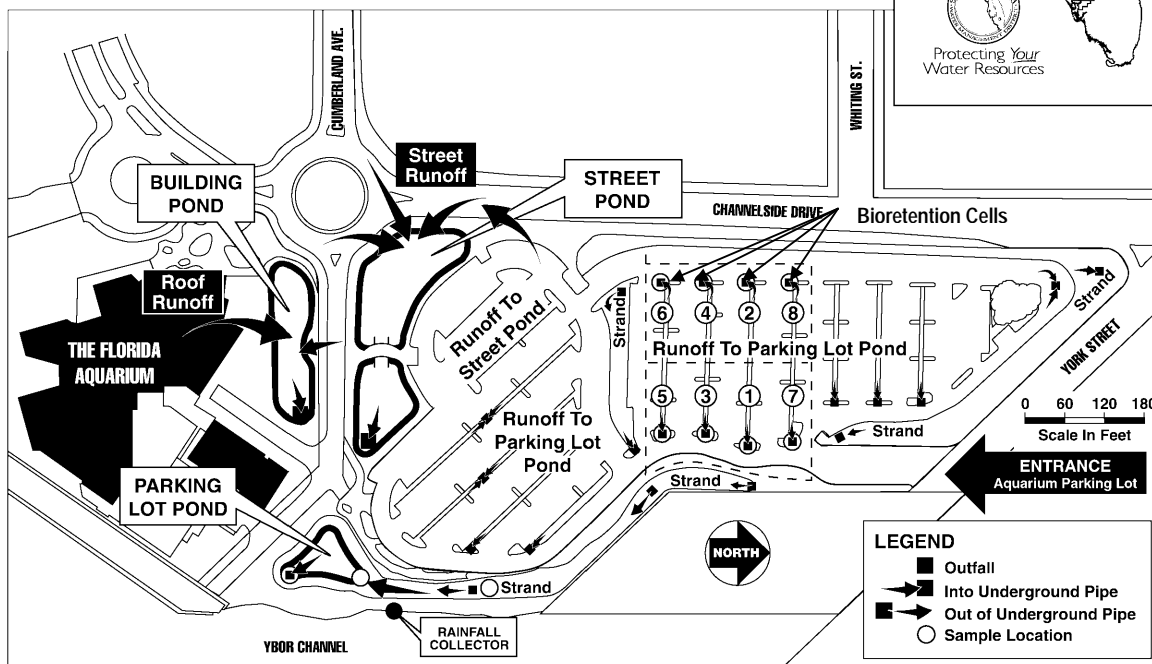 WATER MANAGEMENT DISTRICT
Protecting Your
Water Resources
CUMBERLAND AVE.
WHITING ST.
Street
Runoff
BUILDING
POND
STREET
POND
CHANNELSIDE DRIVE
Bioretention Cells
Roof
Runoff
Strand
Strand
6
4
2
8
Runoff To
Street Pond
THE FLORIDA
AQUARIUM
Runoff To Parking Lot Pond
YORK STREET
5
3
1
7
0 60 120 180
Scale In Feet
Runoff To
Parking Lot
Pond
Strand
Strand
ENTRANCE
Aquarium Parking Lot
PARKING
LOT POND
NORTH
LEGEND
Outfall
Into Underground Pipe
Out of Underground Pipe
Sample Location
Strand
RAINFALL
COLLECTOR
YBOR CHANNEL